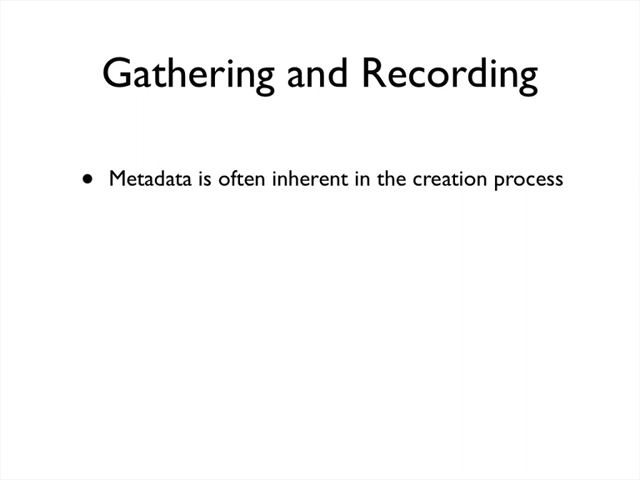 Gathering and Recording
• Metadata is often inherent in the creation process